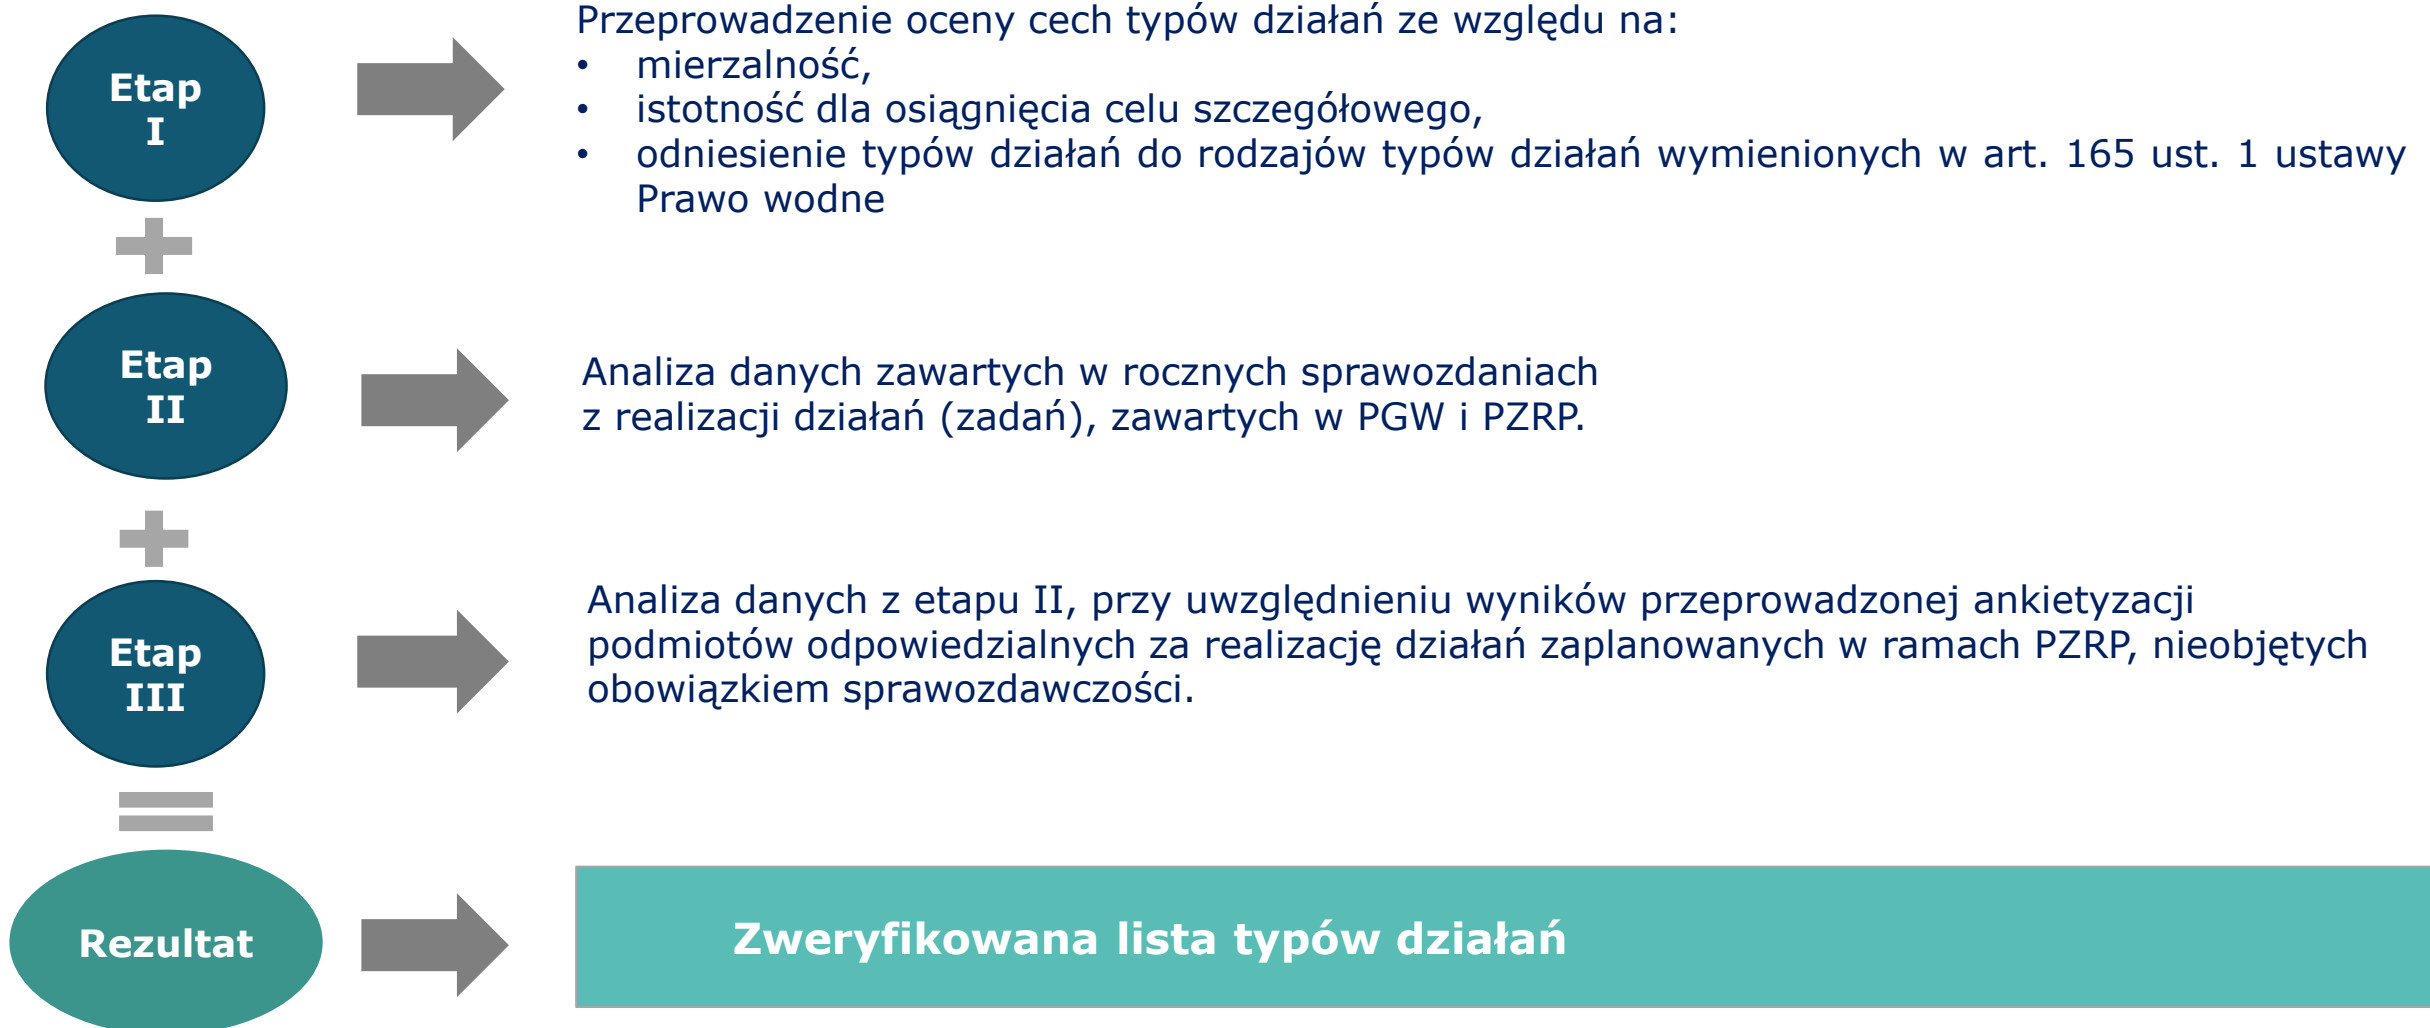 Etap
I
Przeprowadzenie oceny cech typów działań ze względu na:
• mierzalność,
• istotność dla osiągnięcia celu szczegółowego,
• odniesienie typów działań do rodzajów typów działań wymienionych w art. 165 ust. 1 ustawy
Prawo wodne
Etap
II
Analiza danych zawartych w rocznych sprawozdaniach
z realizacji działań (zadań), zawartych w PGW i PZRP.
Etap
III
Analiza danych z etapu II, przy uwzględnieniu wyników przeprowadzonej ankietyzacji
podmiotów odpowiedzialnych za realizację działań zaplanowanych w ramach PZRP, nieobjętych
obowiązkiem sprawozdawczości.
Rezultat
Zweryfikowana lista typów działań